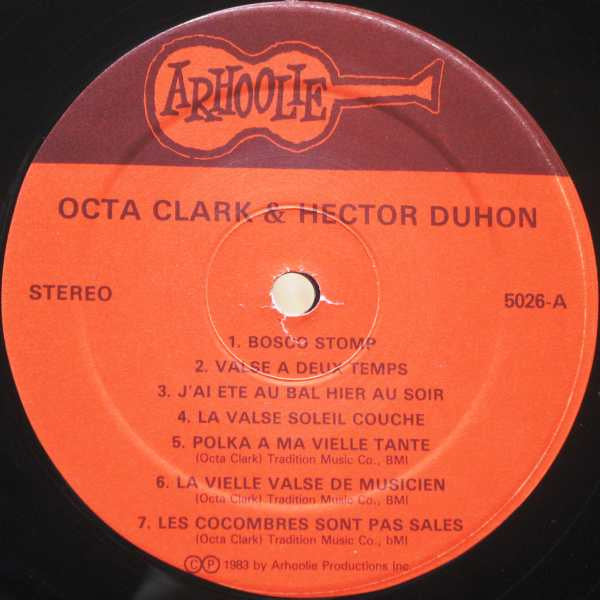 ARHOOLIE
OCTA CLARK & HECTOR DUHON
STEREO
5026-A
1. BOSCO STOMP
2. VALSE A DEUX TEMPS
3. J'AI ETE AU BAL HIER AU SOIR
4. LA VALSE SOLEIL COUCHE
5. POLKA A MA VIELLE TANTE
(Octa Clark) Tradition Music Co., BMI
6. LA VIELLE VALSE DE MUSICIEN
(Octa Clark) Tradition Music Co., BMI
7. LES COCOMBRES SONT PAS SALES
(Octa Clark) Tradition Music Co., bMI
©℗ 1983 by Arhoolie Productions Inc.